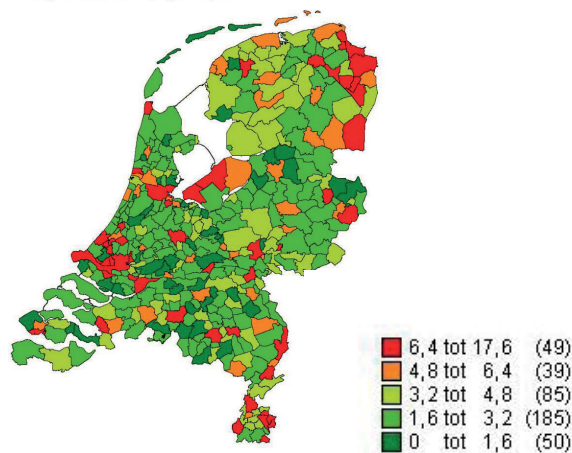 6,4 tot 17,6 (49)
4,8 tot 6,4 (39)
3,2 tot 4,8 (85)
1,6 tot 3,2 (185)
0 tot 1,6 (50)